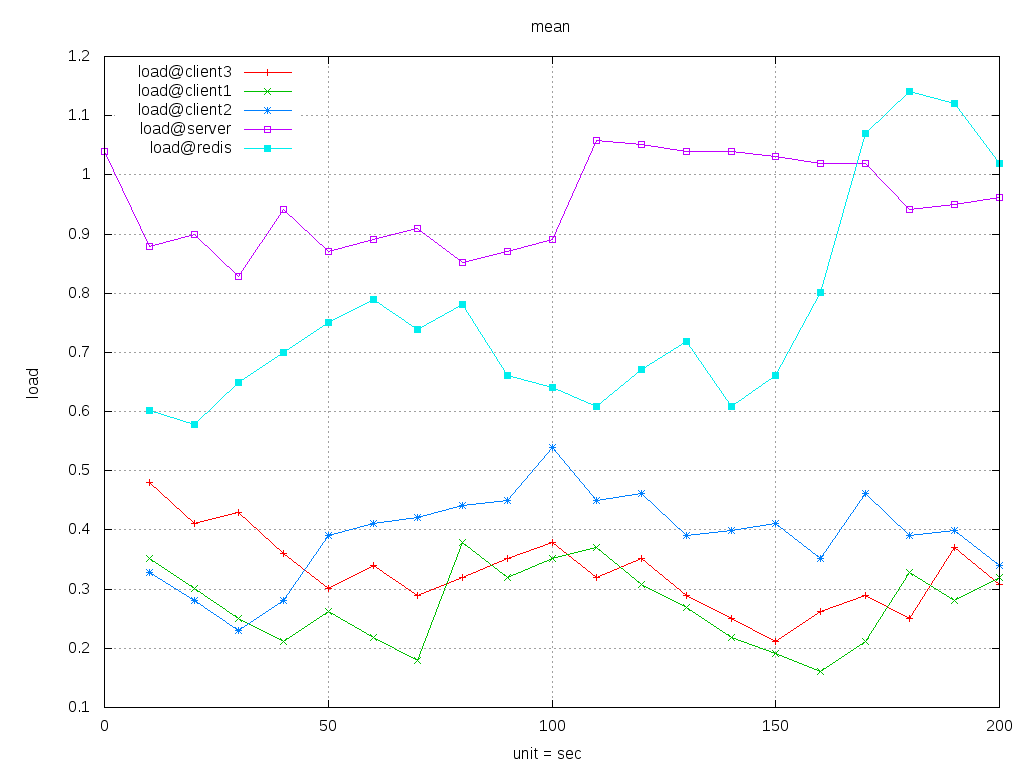 mean
1.2
1.1
1
0.9
0.8
0.7
0.6
0.5
0.4
0.3
0.2
0.1
load
load@client3
load@client1
load@client2
load@server
load@redis
0 50 100 150 200
unit = sec